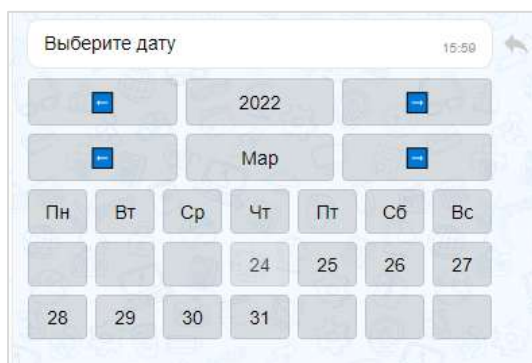 Выберите дату 15:59
← 2022 →
← Мар →
Пн Вт Ср Чт Пт Сб Вс
24 25 26 27
28 29 30 31